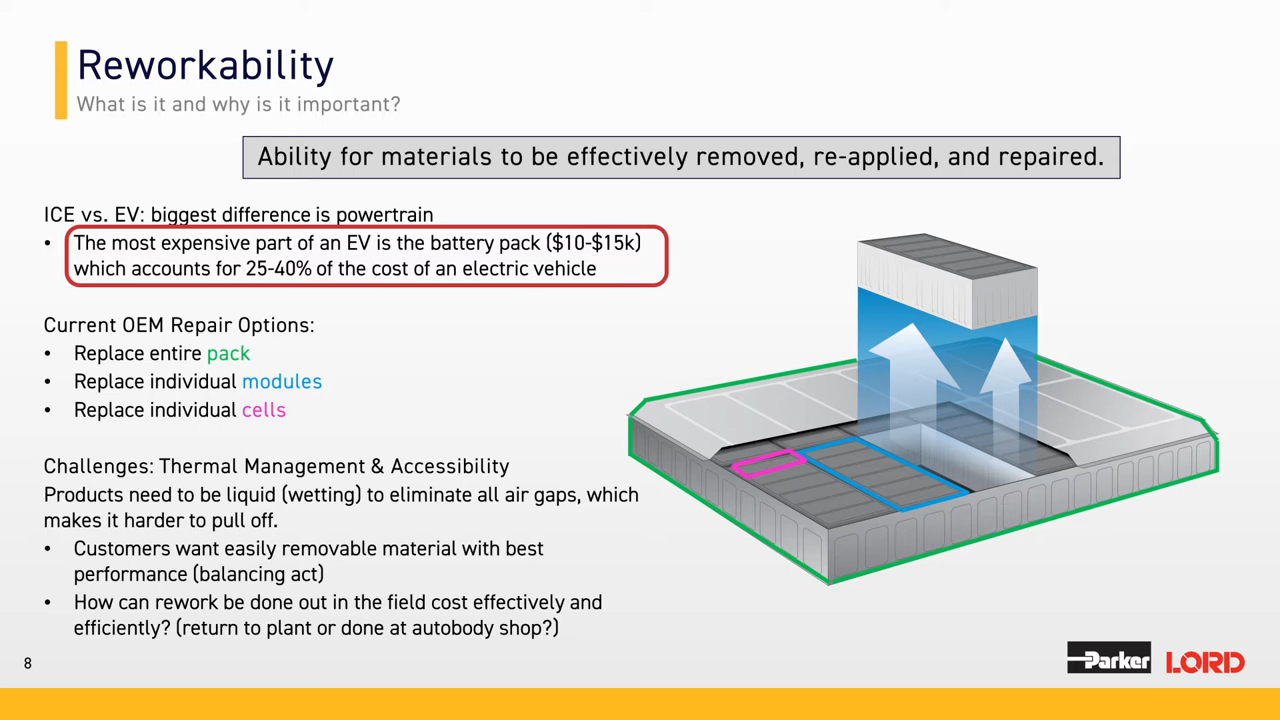 Reworkability
What is it and why is it important?
Ability for materials to be effectively removed, re-applied, and repaired.
ICE vs. EV: biggest difference is powertrain
• The most expensive part of an EV is the battery pack ($10-$15k)
which accounts for 25-40% of the cost of an electric vehicle
Current OEM Repair Options:
• Replace entire pack
• Replace individual modules
• Replace individual cells
Challenges: Thermal Management & Accessibility
Products need to be liquid (wetting) to eliminate all air gaps, which
makes it harder to pull off.
• Customers want easily removable material with best
performance (balancing act)
• How can rework be done out in the field cost effectively and
efficiently? (return to plant or done at autobody shop?)
8
Parker LORD